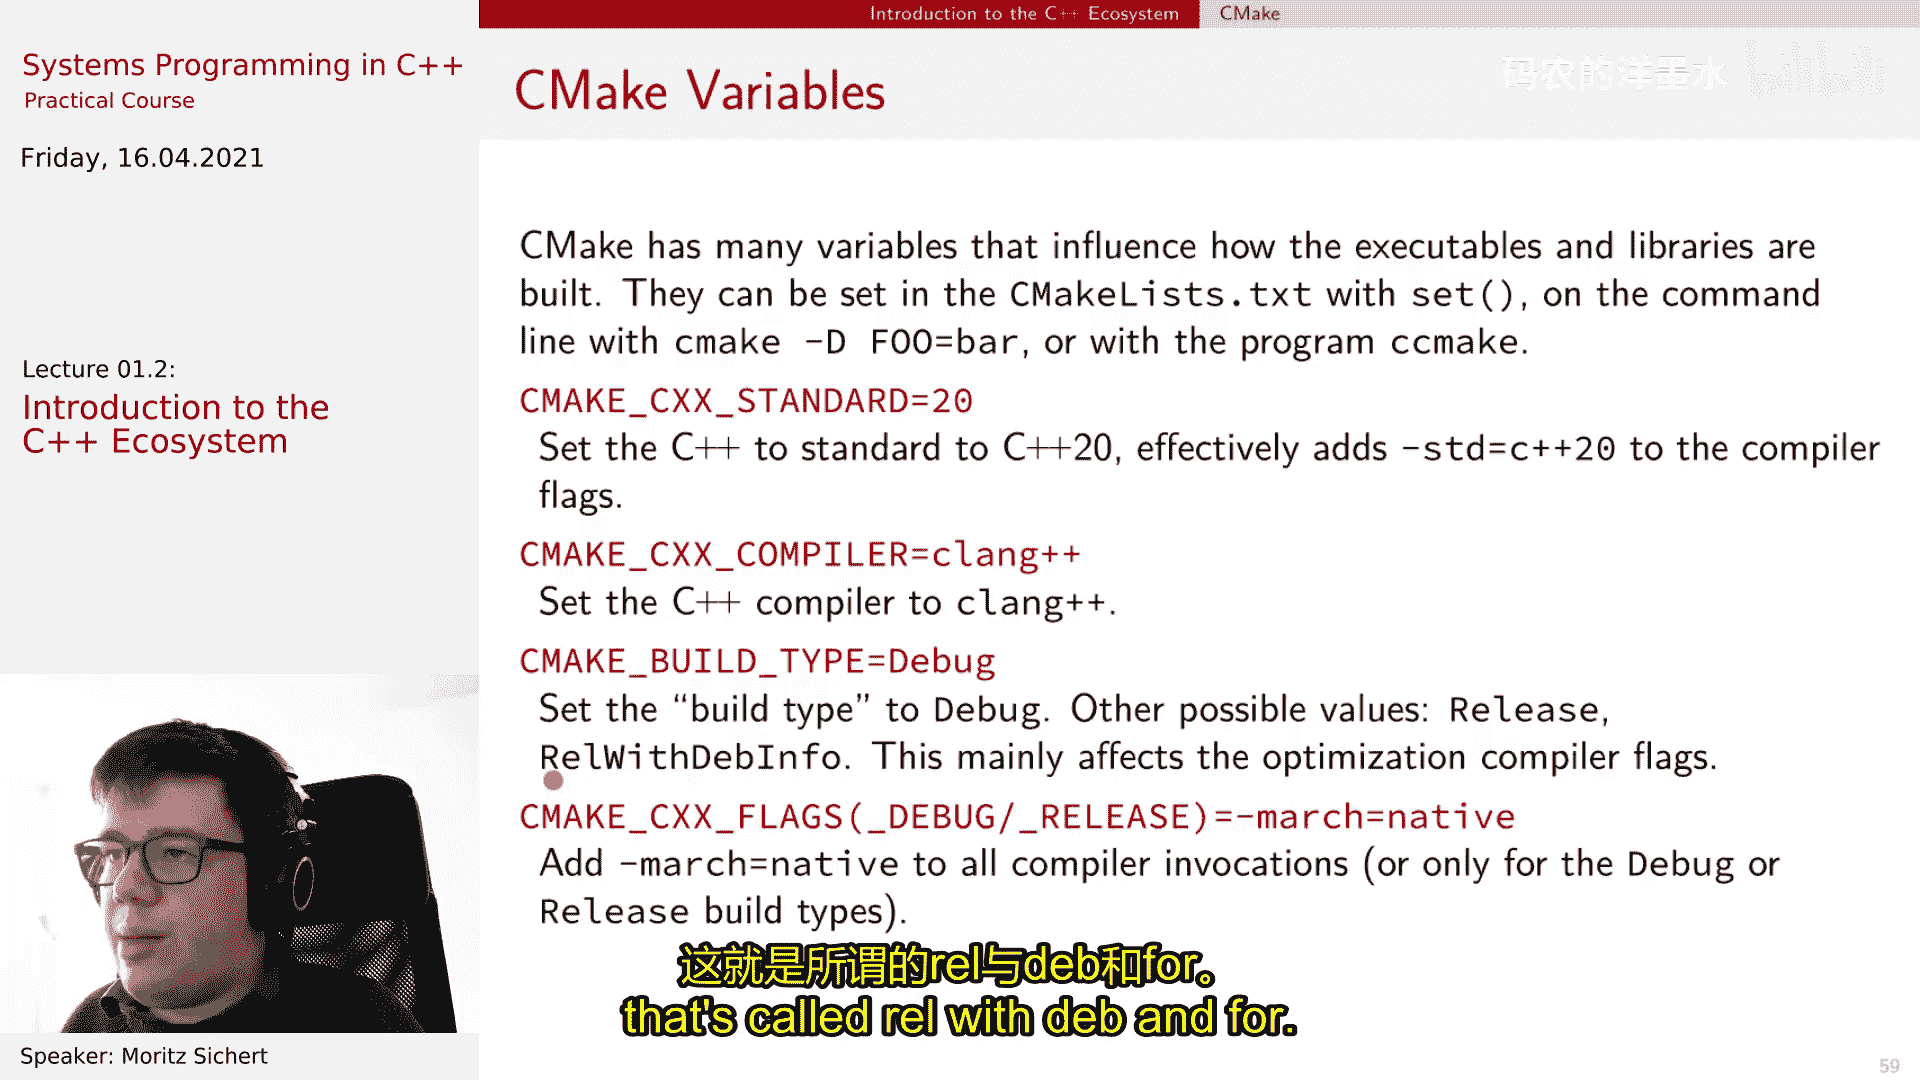 Introduction to the C++ Ecosystem
CMake
Systems Programming in C++
Practical Course
Friday, 16.04.2021
Lecture 01.2:
Introduction to the
C++ Ecosystem
Speaker: Moritz Sichert
CMake Variables
码农的洋墨水
bilibili
CMake has many variables that influence how the executables and libraries are
built. They can be set in the CMakeLists.txt with set(), on the command
line with cmake -D FOO=bar, or with the program ccmake.
CMAKE_CXX_STANDARD=20
Set the C++ to standard to C++20, effectively adds -std=c++20 to the compiler
flags.
CMAKE_CXX_COMPILER=clang++
Set the C++ compiler to clang++.
CMAKE_BUILD_TYPE=Debug
Set the “build type” to Debug. Other possible values: Release,
RelWithDebInfo. This mainly affects the optimization compiler flags.
CMAKE_CXX_FLAGS(_DEBUG/_RELEASE)=-march=native
Add -march=native to all compiler invocations (or only for the Debug or
Release build types).
这就是所谓的rel与deb和for。
that's called rel with deb and for.
59